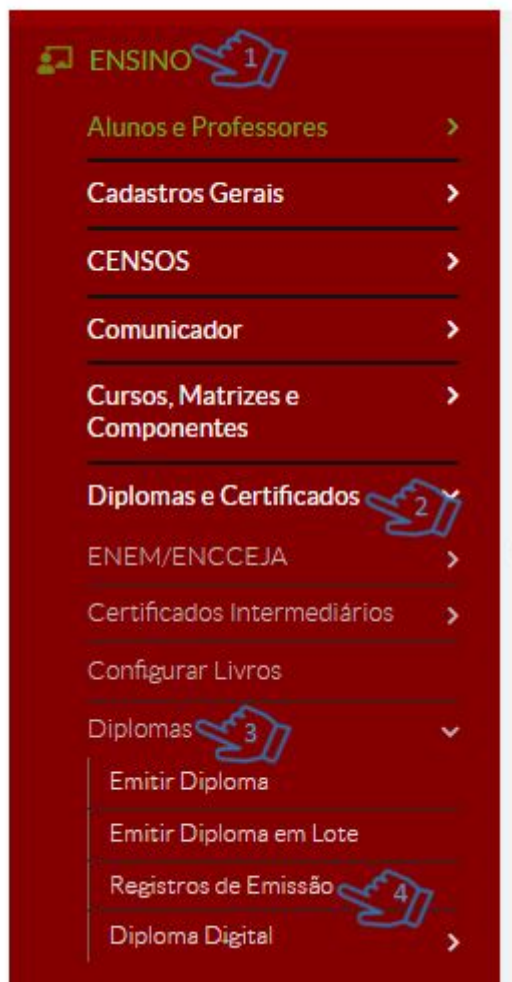 ENSINO 1
Alunos e Professores
Cadastros Gerais
CENSOS
Comunicador
Cursos, Matrizes e
Componentes
Diplomas e Certificados 2
ENEM/ENCCEJA
Certificados Intermediários
Configurar Livros
Diplomas 3
Emitir Diploma
Emitir Diploma em Lote
Registros de Emissão 4
Diploma Digital